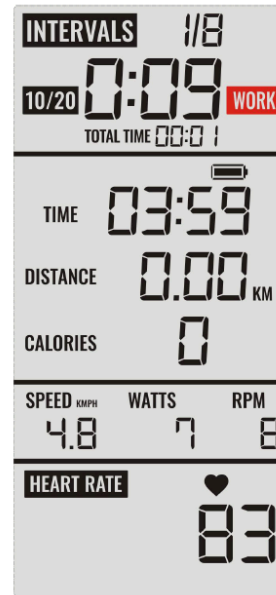 INTERVALS 1/8
10/20 0:09 WORK
TOTAL TIME 00:01
TIME 03:59
DISTANCE 0.00 KM
CALORIES 0
SPEED KMPH WATTS RPM
4.8 7
HEART RATE
83